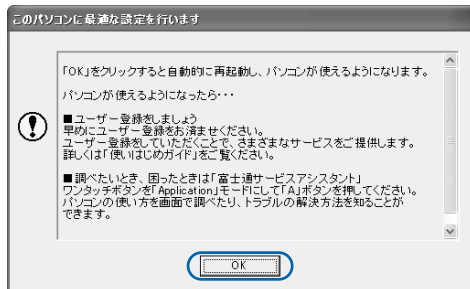 このパソコンに最適な設定を行います
「OK」をクリックすると自動的に再起動し、パソコンが使えるようになります。
パソコンが使えるようになったら・・・
■ユーザー登録をしましょう
早めにユーザー登録をお済ませください。
ユーザー登録をしていただくことで、さまざまなサービスをご提供します。
詳しくは「使いはじめガイド」をご覧ください。
■調べたいとき、困ったときは「富士通サービスアシスタント」
ワンタッチボタンを「Application」モードにして「A」ボタンを押してください。
パソコンの使い方を画面で調べたり、トラブルの解決方法を知ることが
できます。
OK